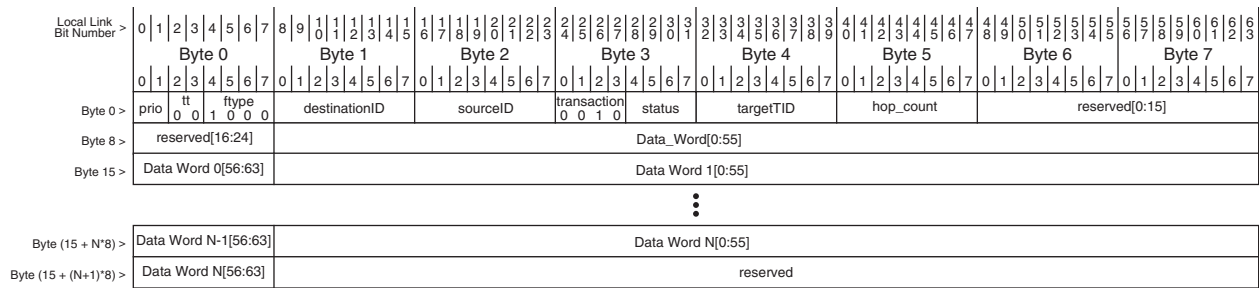 Local Link Bit Number > 0 1 2 3 4 5 6 7 8 9 10 11 12 13 14 15 16 17 18 19 20 21 22 23 24 25 26 27 28 29 30 31 32 33 34 35 36 37 38 39 40 41 42 43 44 45 46 47 48 49 50 51 52 53 54 55 56 57 58 59 60 61 62 63
Byte 0 Byte 1 Byte 2 Byte 3 Byte 4 Byte 5 Byte 6 Byte 7
0 1 2 3 4 5 6 7 0 1 2 3 4 5 6 7 0 1 2 3 4 5 6 7 0 1 2 3 4 5 6 7 0 1 2 3 4 5 6 7 0 1 2 3 4 5 6 7 0 1 2 3 4 5 6 7 0 1 2 3 4 5 6 7
Byte 0 > prio tt ftype destinationID sourceID transaction status targetTID hop_count reserved[0:15]
0 0 1 0 0 0 0 0 1 0
Byte 8 > reserved[16:24] Data_Word[0:55]
Byte 15 > Data Word 0[56:63] Data Word 1[0:55]
Byte (15 + N*8) > Data Word N-1[56:63] Data Word N[0:55]
Byte (15 + (N+1)*8) > Data Word N[56:63] reserved